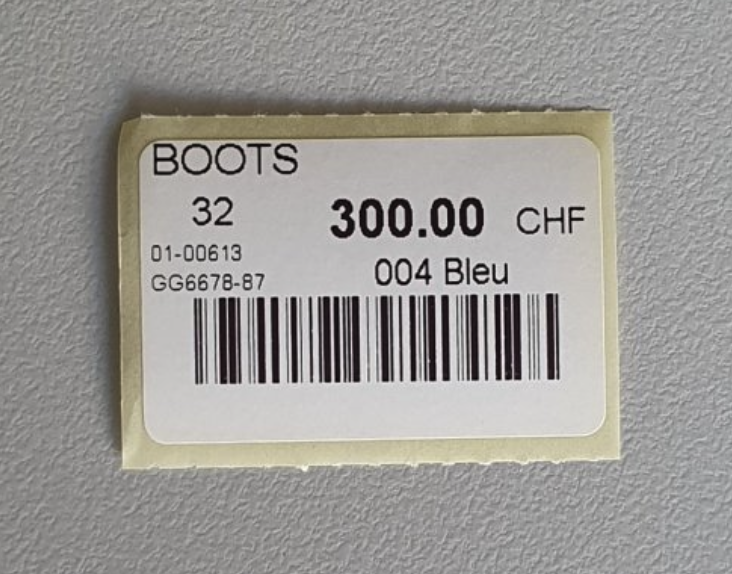 BOOTS
32 300.00 CHF
01-00613
GG6678-87 004 Bleu